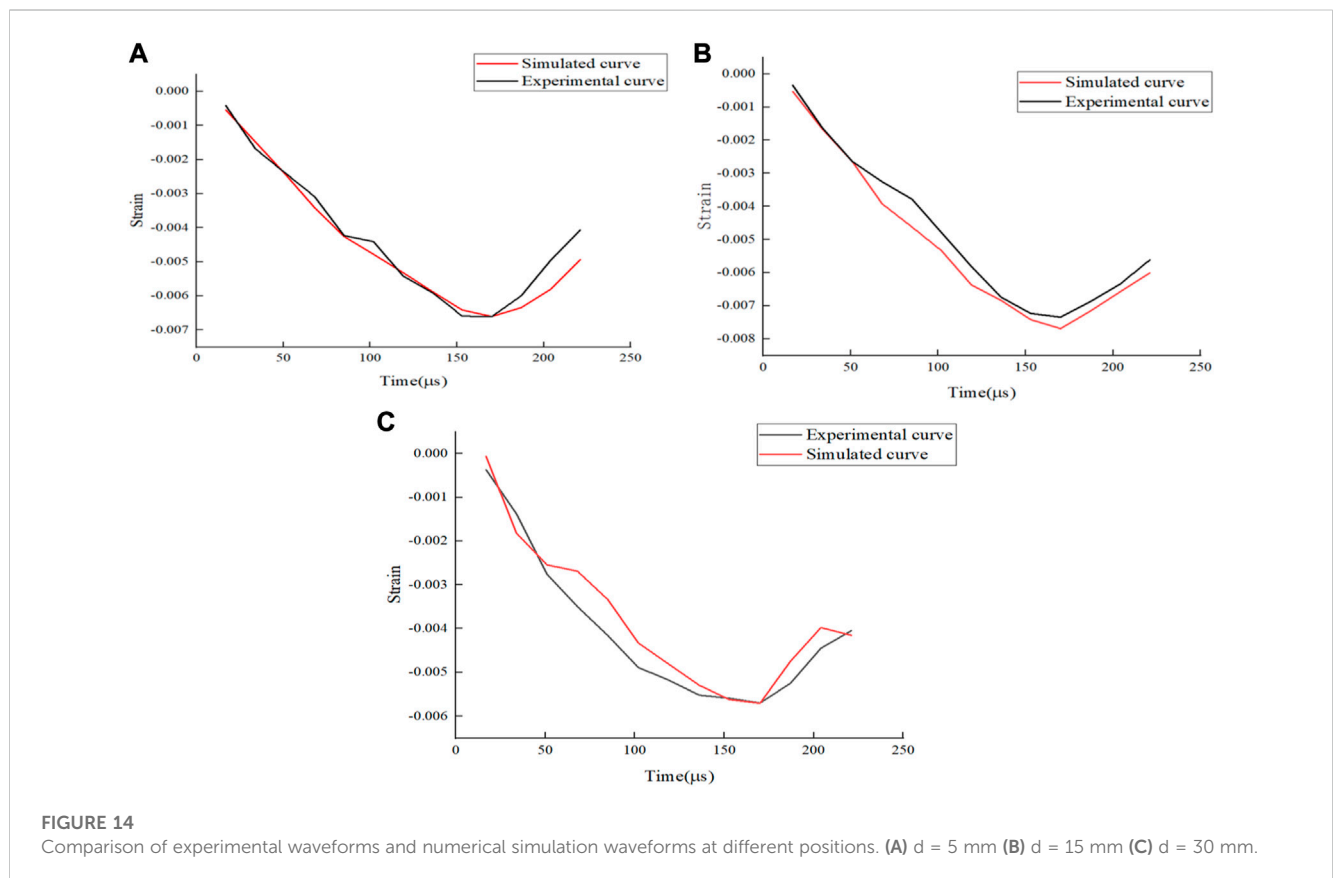 A
Simulated curve
Experimental curve
0.000
-0.001
-0.002
-0.003
-0.004
-0.005
-0.006
-0.007
Strain
0 50 100 150 200 250
Time(μs)
B
Simulated curve
Experimental curve
0.000
-0.001
-0.002
-0.003
-0.004
-0.005
-0.006
-0.007
-0.008
Strain
0 50 100 150 200 250
Time(μs)
C
Experimental curve
Simulated curve
0.000
-0.001
-0.002
-0.003
-0.004
-0.005
-0.006
Strain
0 50 100 150 200 250
Time(μs)
FIGURE 14
Comparison of experimental waveforms and numerical simulation waveforms at different positions. (A) d = 5 mm (B) d = 15 mm (C) d = 30 mm.